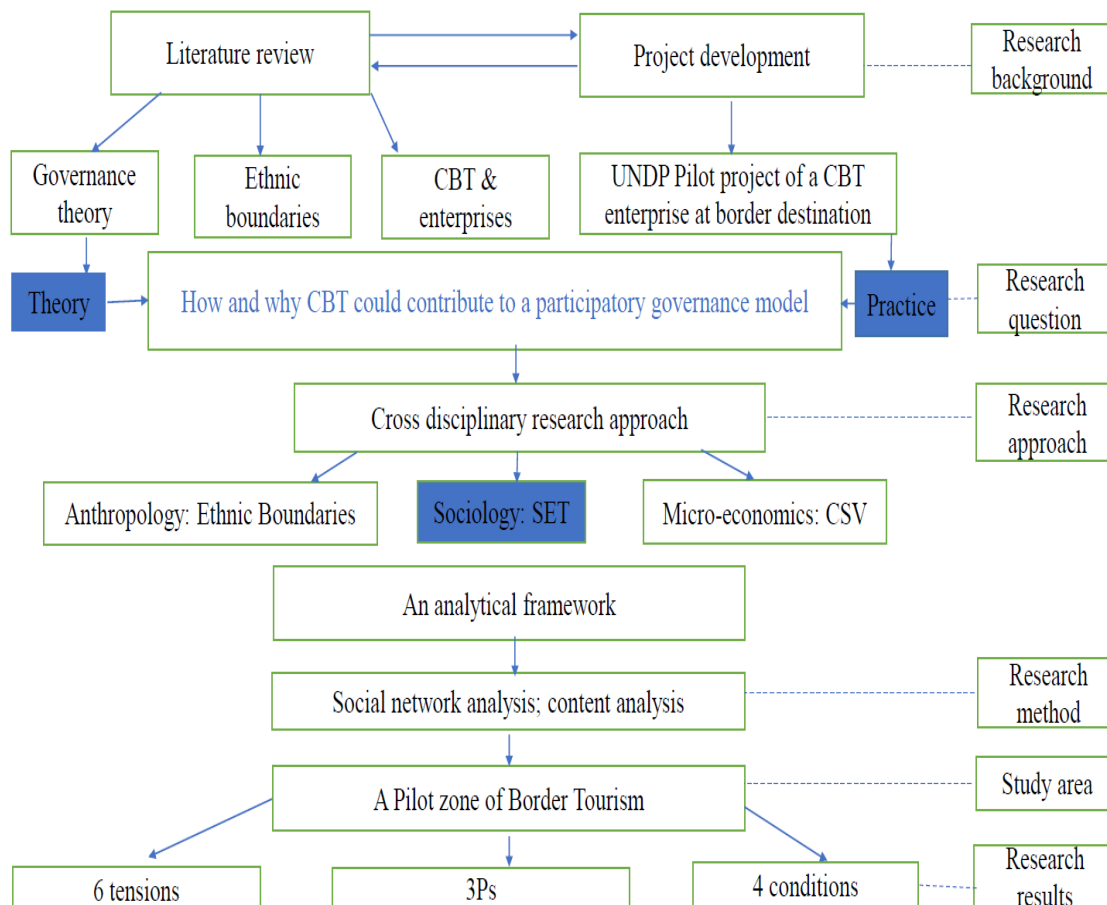 Literature review
Project development
Research
background
Governance
theory
Ethnic
boundaries
CBT &
enterprises
UNDP Pilot project of a CBT
enterprise at border destination
Theory
How and why CBT could contribute to a participatory governance model
Practice
Research
question
Cross disciplinary research approach
Research
approach
Anthropology: Ethnic Boundaries
Sociology: SET
Micro-economics: CSV
An analytical framework
Social network analysis; content analysis
Research
method
A Pilot zone of Border Tourism
Study area
6 tensions
3Ps
4 conditions
Research
results